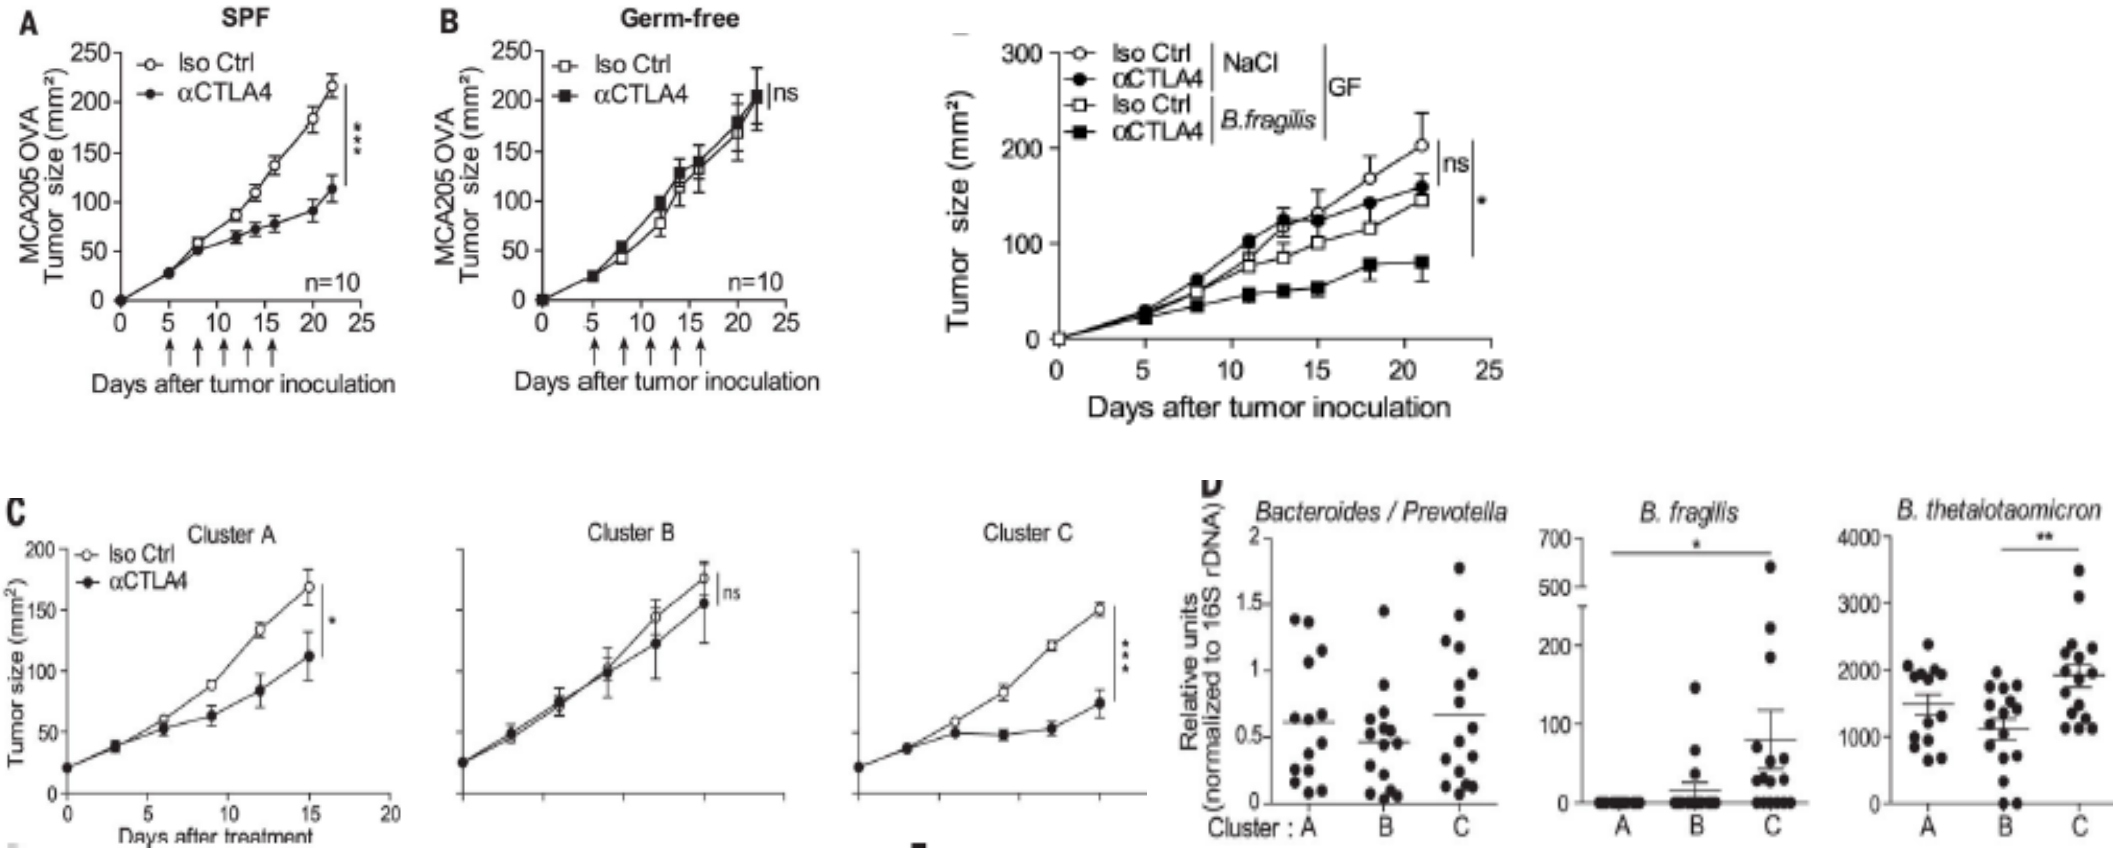 A
SPF
MCA205 OVA
Tumor size (mm²)
250
200
150
100
50
0
Iso Ctrl
αCTLA4
***
n=10
0 5 10 15 20 25
Days after tumor inoculation
B
Germ-free
MCA205 OVA
Tumor size (mm²)
250
200
150
100
50
0
Iso Ctrl
αCTLA4
ns
n=10
0 5 10 15 20 25
Days after tumor inoculation
Tumor size (mm²)
300
200
100
0
Iso Ctrl
αCTLA4
NaCl
Iso Ctrl
αCTLA4
B.fragilis
GF
ns
*
0 5 10 15 20 25
Days after tumor inoculation
C
Cluster A
Tumor size (mm²)
200
150
100
50
0
Iso Ctrl
αCTLA4
*
0 5 10 15 20
Days after treatment
Cluster B
ns
Cluster C
***
D
Relative units
(normalized to 16S rDNA)
Bacteroides / Prevotella
2
1.5
1
0.5
0
Cluster : A B C
B. fragilis
700
500
200
100
0
*
A B C
B. thetaiotaomicron
4000
3000
2000
1000
0
**
A B C